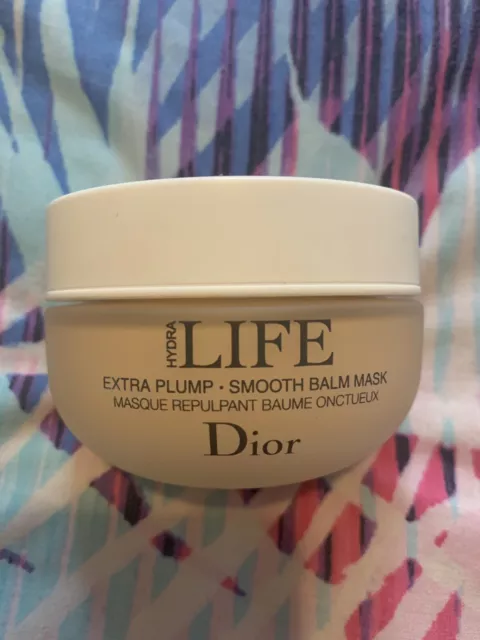 HYDRA LIFE
EXTRA PLUMP • SMOOTH BALM MASK
MASQUE REPULPANT BAUME ONCTUEUX
Dior